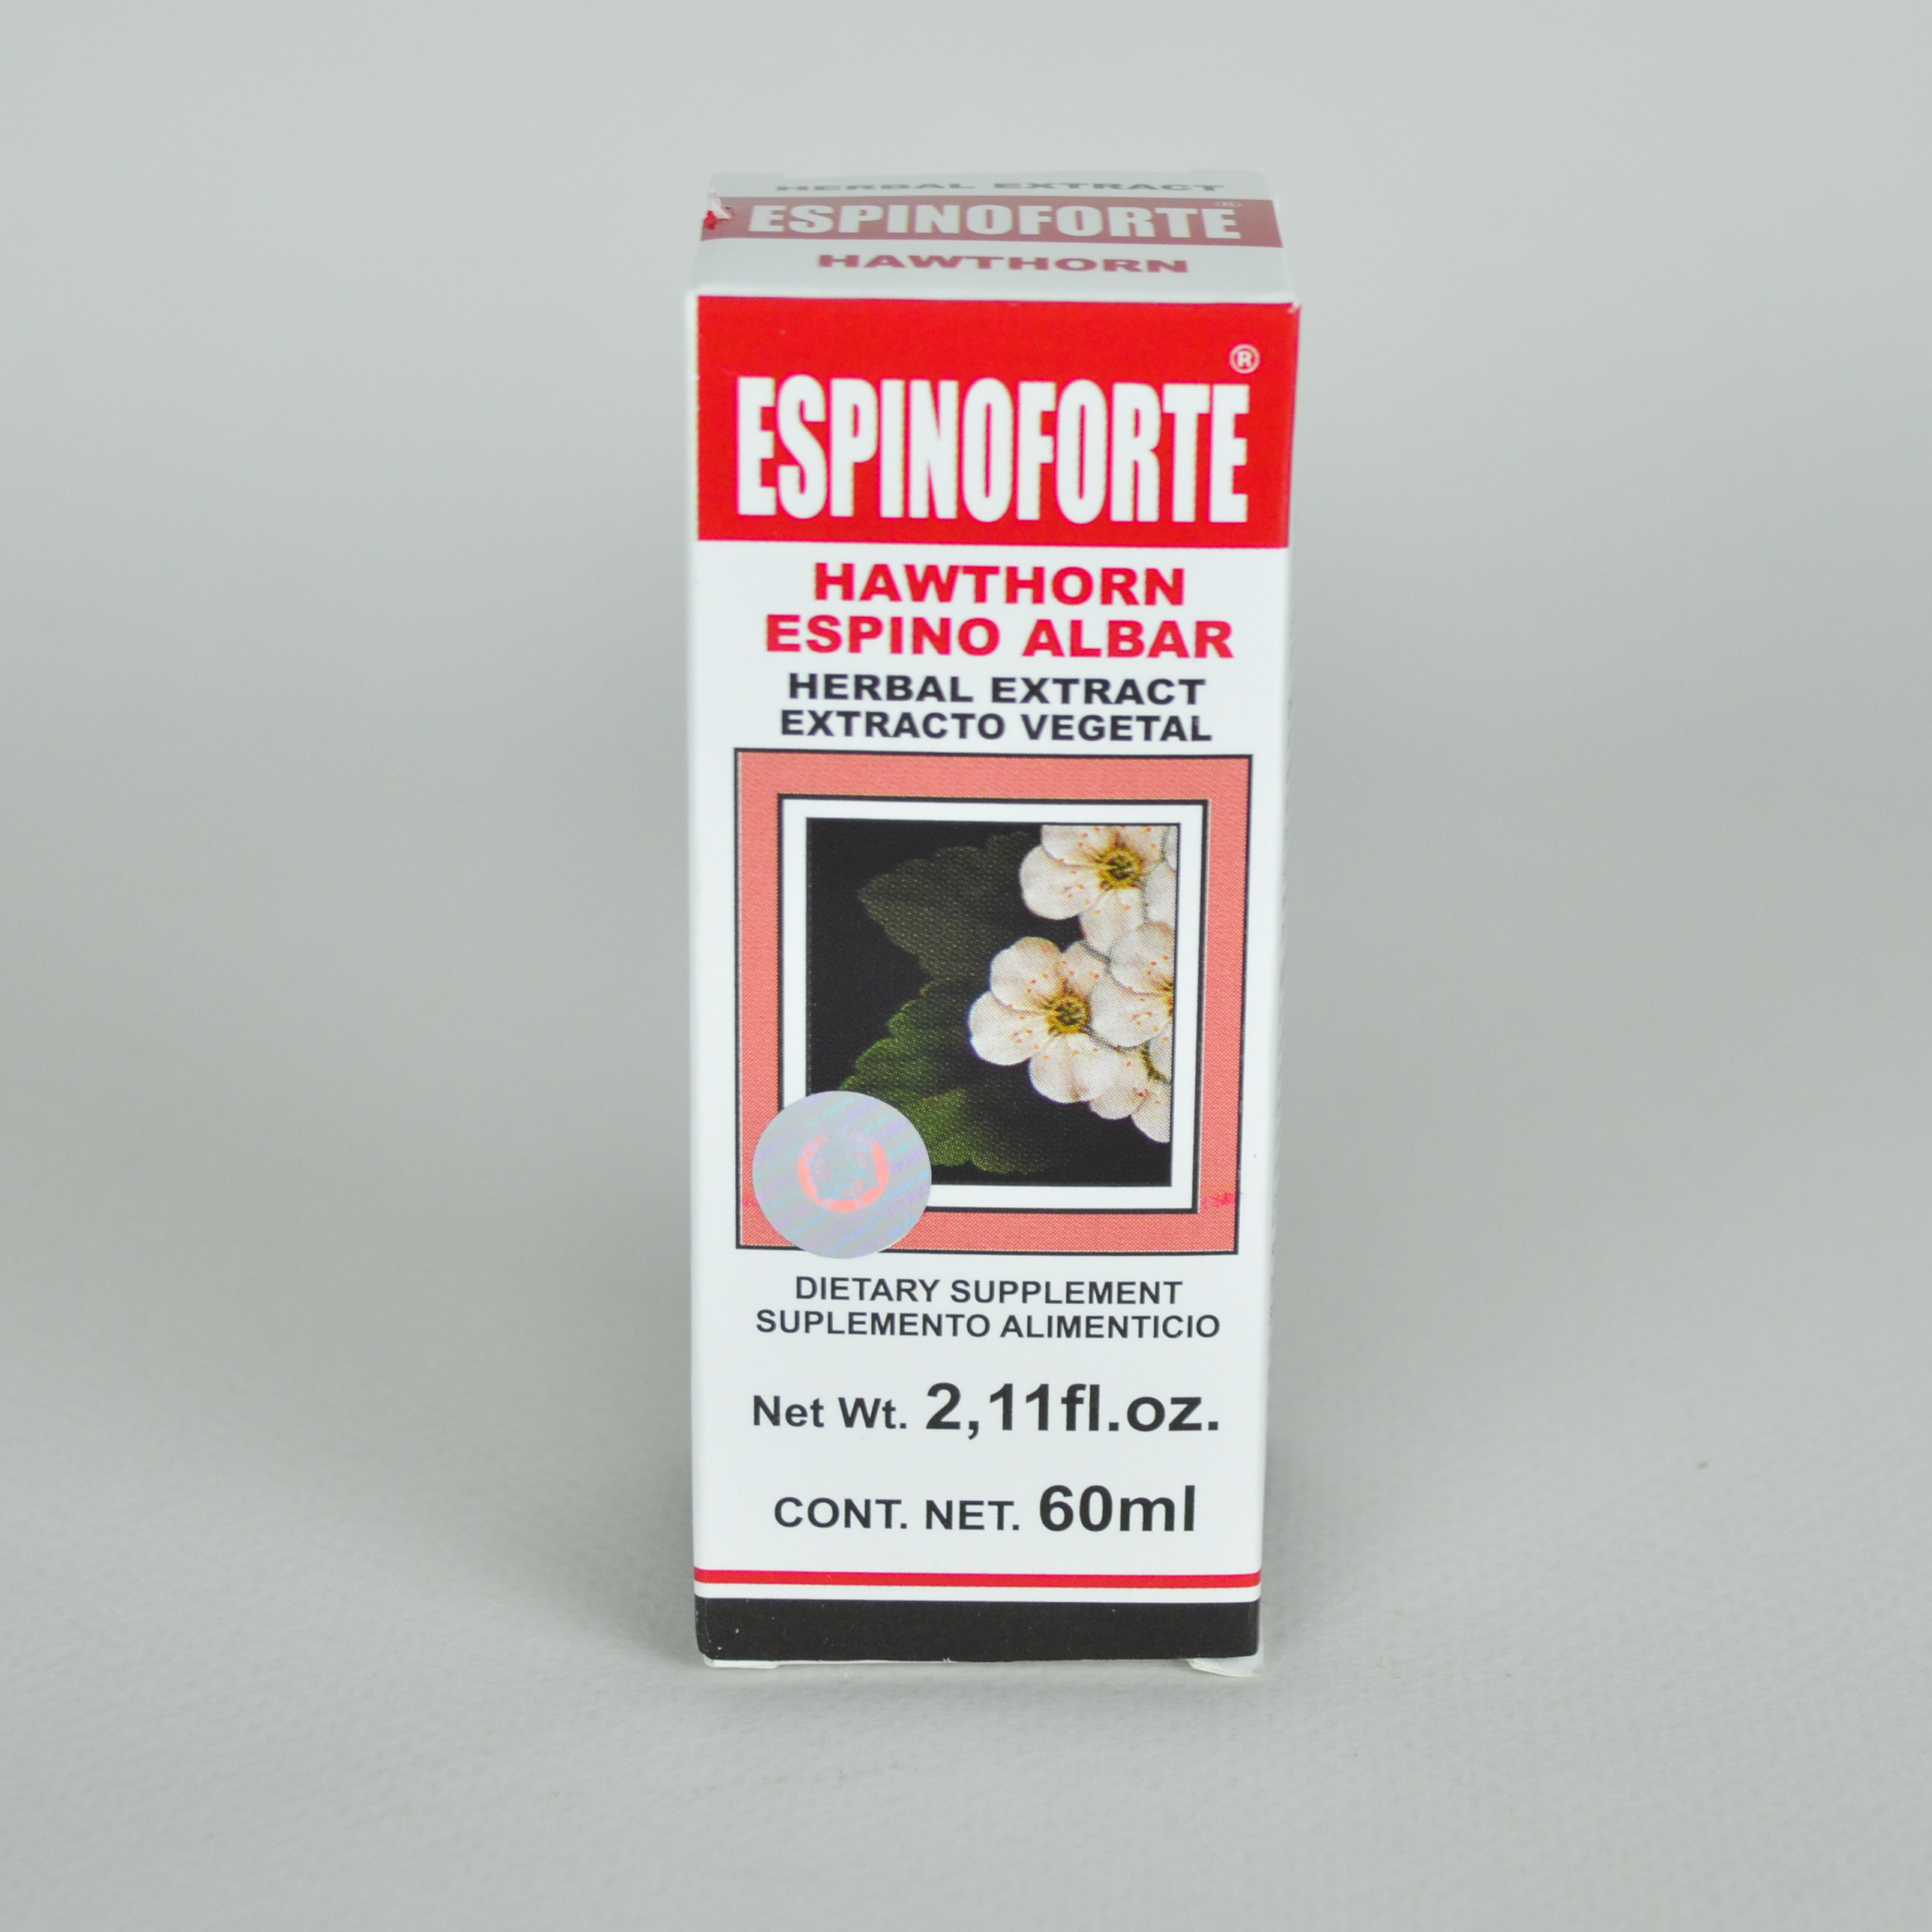 HERBAL EXTRACT
ESPINOFORTE®
HAWTHORN
®
ESPINOFORTE
HAWTHORN
ESPINO ALBAR
HERBAL EXTRACT
EXTRACTO VEGETAL
DIETARY SUPPLEMENT
SUPLEMENTO ALIMENTICIO
Net Wt. 2,11fl.oz.
CONT. NET. 60ml